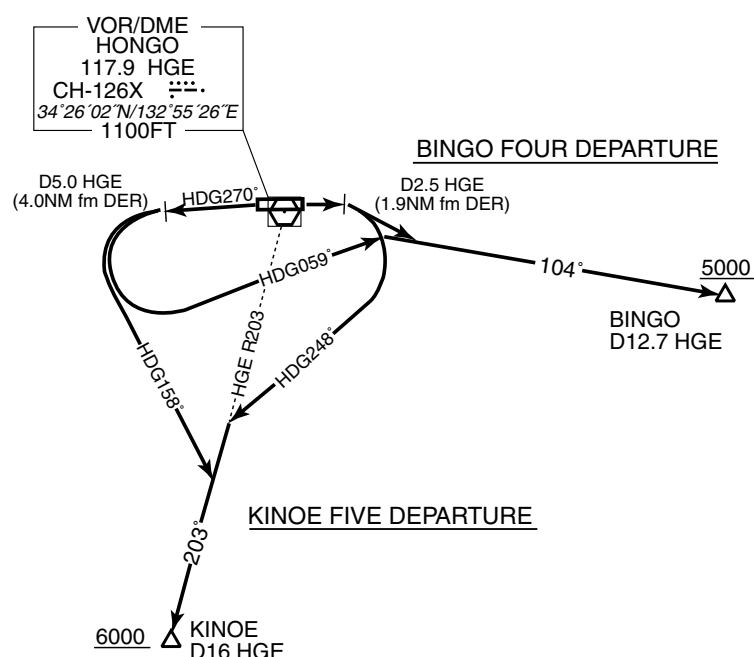 VOR/DME
HONGO
117.9 HGE
CH-126X
34°26´02˝N/132°55´26˝E
1100FT
BINGO FOUR DEPARTURE
D5.0 HGE
(4.0NM fm DER)
HDG270°
D2.5 HGE
(1.9NM fm DER)
HDG059°
104°
5000
BINGO
D12.7 HGE
HDG158°
HGE R203
HDG248°
KINOE FIVE DEPARTURE
203°
6000
KINOE
D16 HGE